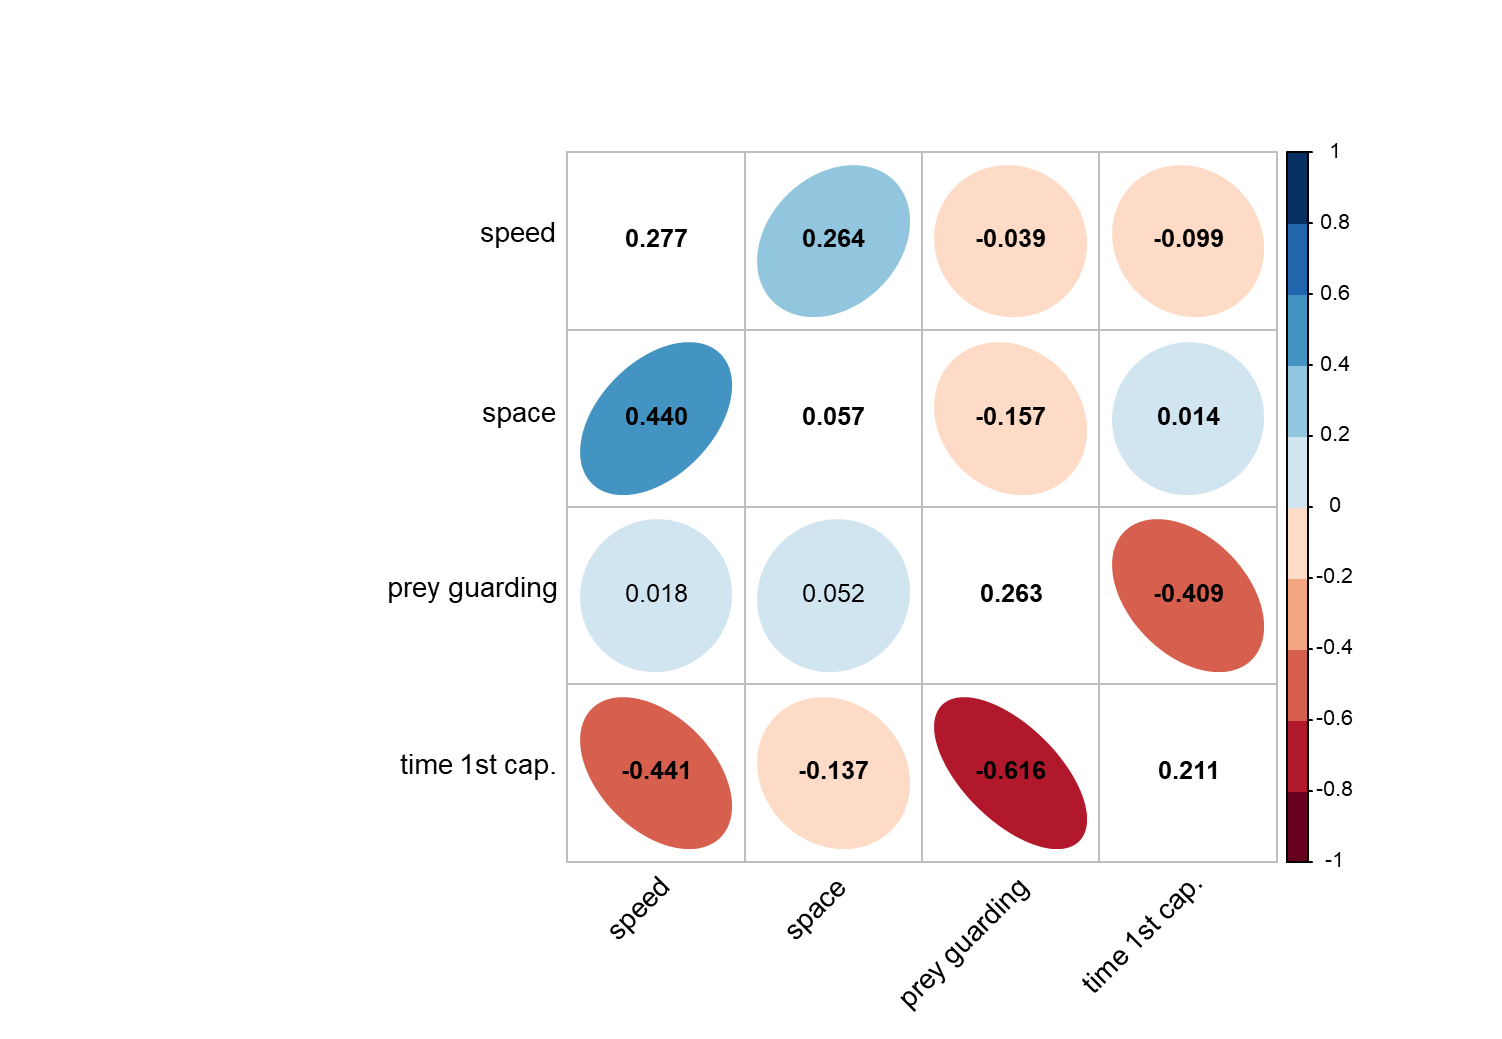 speed 0.277 0.264 -0.039 -0.099
space 0.440 0.057 -0.157 0.014
prey guarding 0.018 0.052 0.263 -0.409
time 1st cap. -0.441 -0.137 -0.616 0.211
speed
space
prey guarding
time 1st cap.
1
0.8
0.6
0.4
0.2
0
-0.2
-0.4
-0.6
-0.8
-1